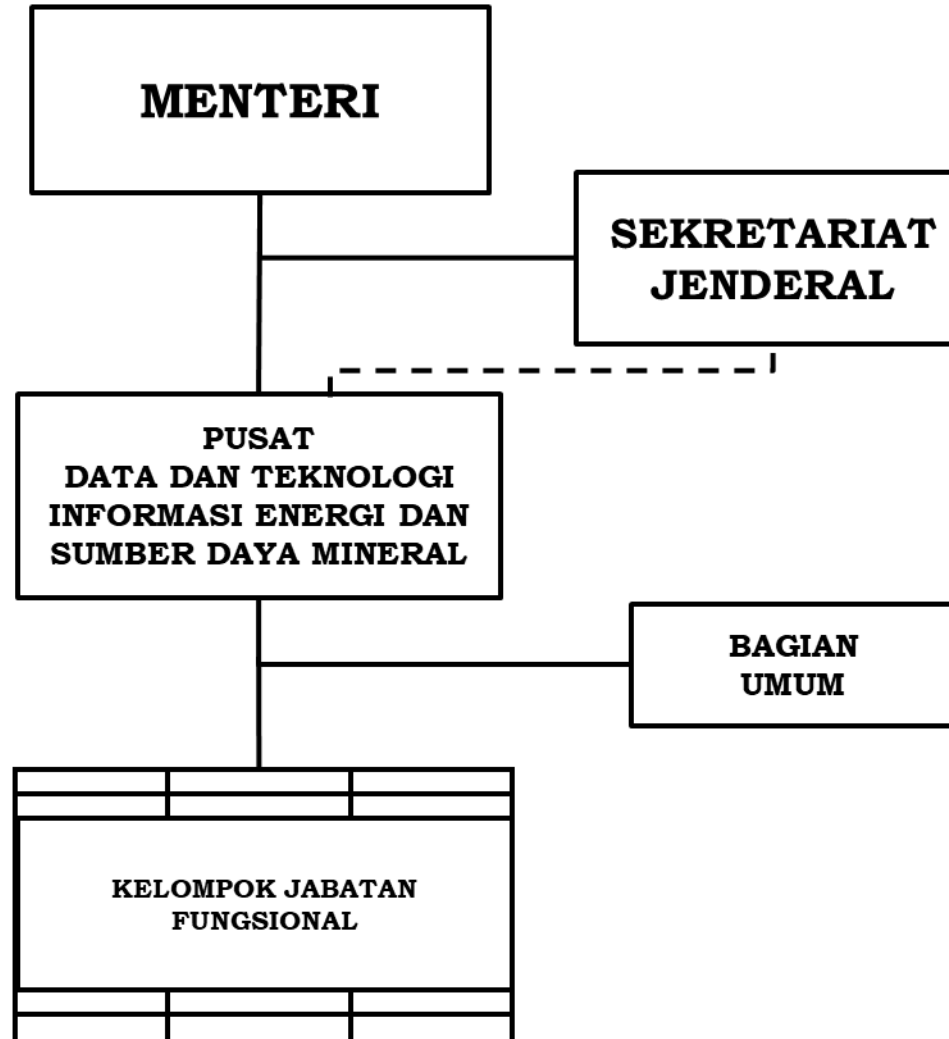 MENTERI
SEKRETARIAT
JENDERAL
PUSAT
DATA DAN TEKNOLOGI
INFORMASI ENERGI DAN
SUMBER DAYA MINERAL
BAGIAN
UMUM
KELOMPOK JABATAN
FUNGSIONAL